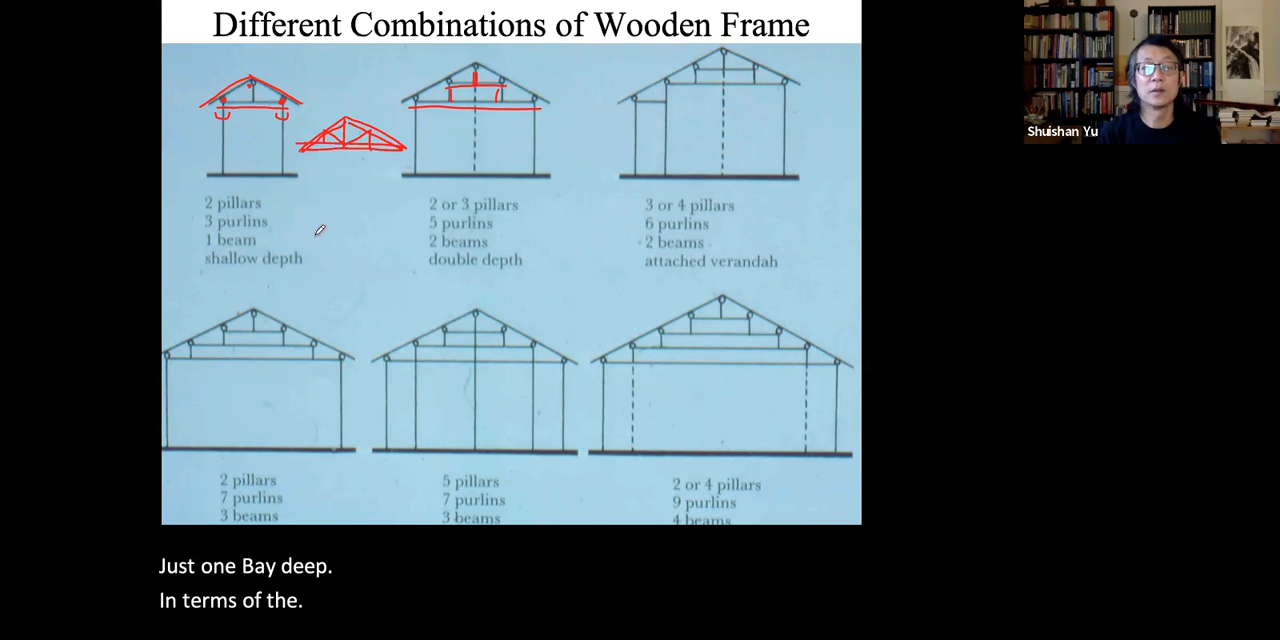 Different Combinations of Wooden Frame
Shuishan Yu
2 pillars
3 purlins
1 beam
shallow depth
2 or 3 pillars
5 purlins
2 beams
double depth
3 or 4 pillars
6 purlins
2 beams
attached verandah
2 pillars
7 purlins
3 beams
5 pillars
7 purlins
3 beams
2 or 4 pillars
9 purlins
4 beams
Just one Bay deep.
In terms of the.